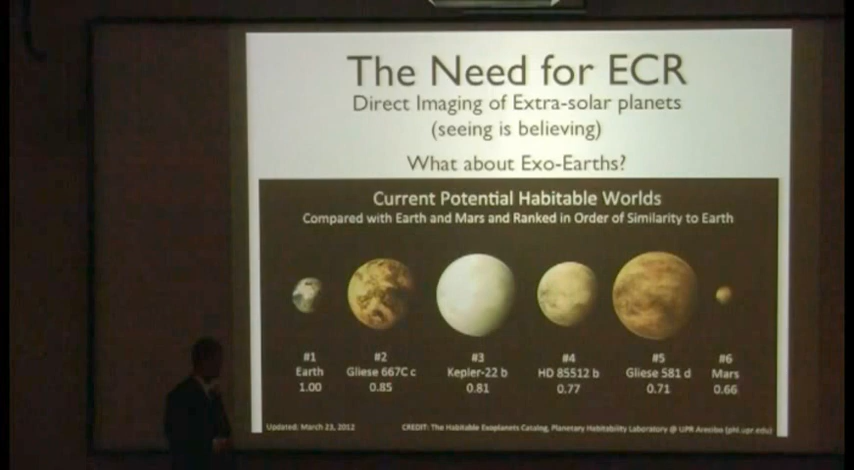 The Need for ECR
Direct Imaging of Extra-solar planets
(seeing is believing)
What about Exo-Earths?
Current Potential Habitable Worlds
Compared with Earth and Mars and Ranked in Order of Similarity to Earth
#1 #2 #3 #4 #5 #6
Earth Gliese 667C c Kepler-22 b HD 85512 b Gliese 581 d Mars
1.00 0.85 0.81 0.77 0.71 0.66
Updated: March 23, 2012 CREDIT: The Habitable Exoplanets Catalog, Planetary Habitability Laboratory @ UPR Arecibo (phl.upr.edu)